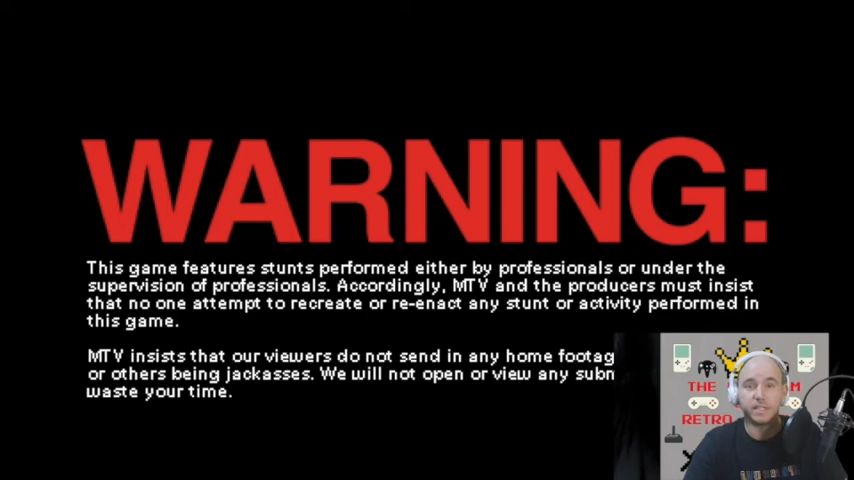 WARNING:
This game features stunts performed either by professionals or under the
supervision of professionals. Accordingly, MTV and the producers must insist
that no one attempt to recreate or re-enact any stunt or activity performed in
this game.
MTV insists that our viewers do not send in any home
or others being jackasses. We will not open or view any
waste your time.
THE
RETRO